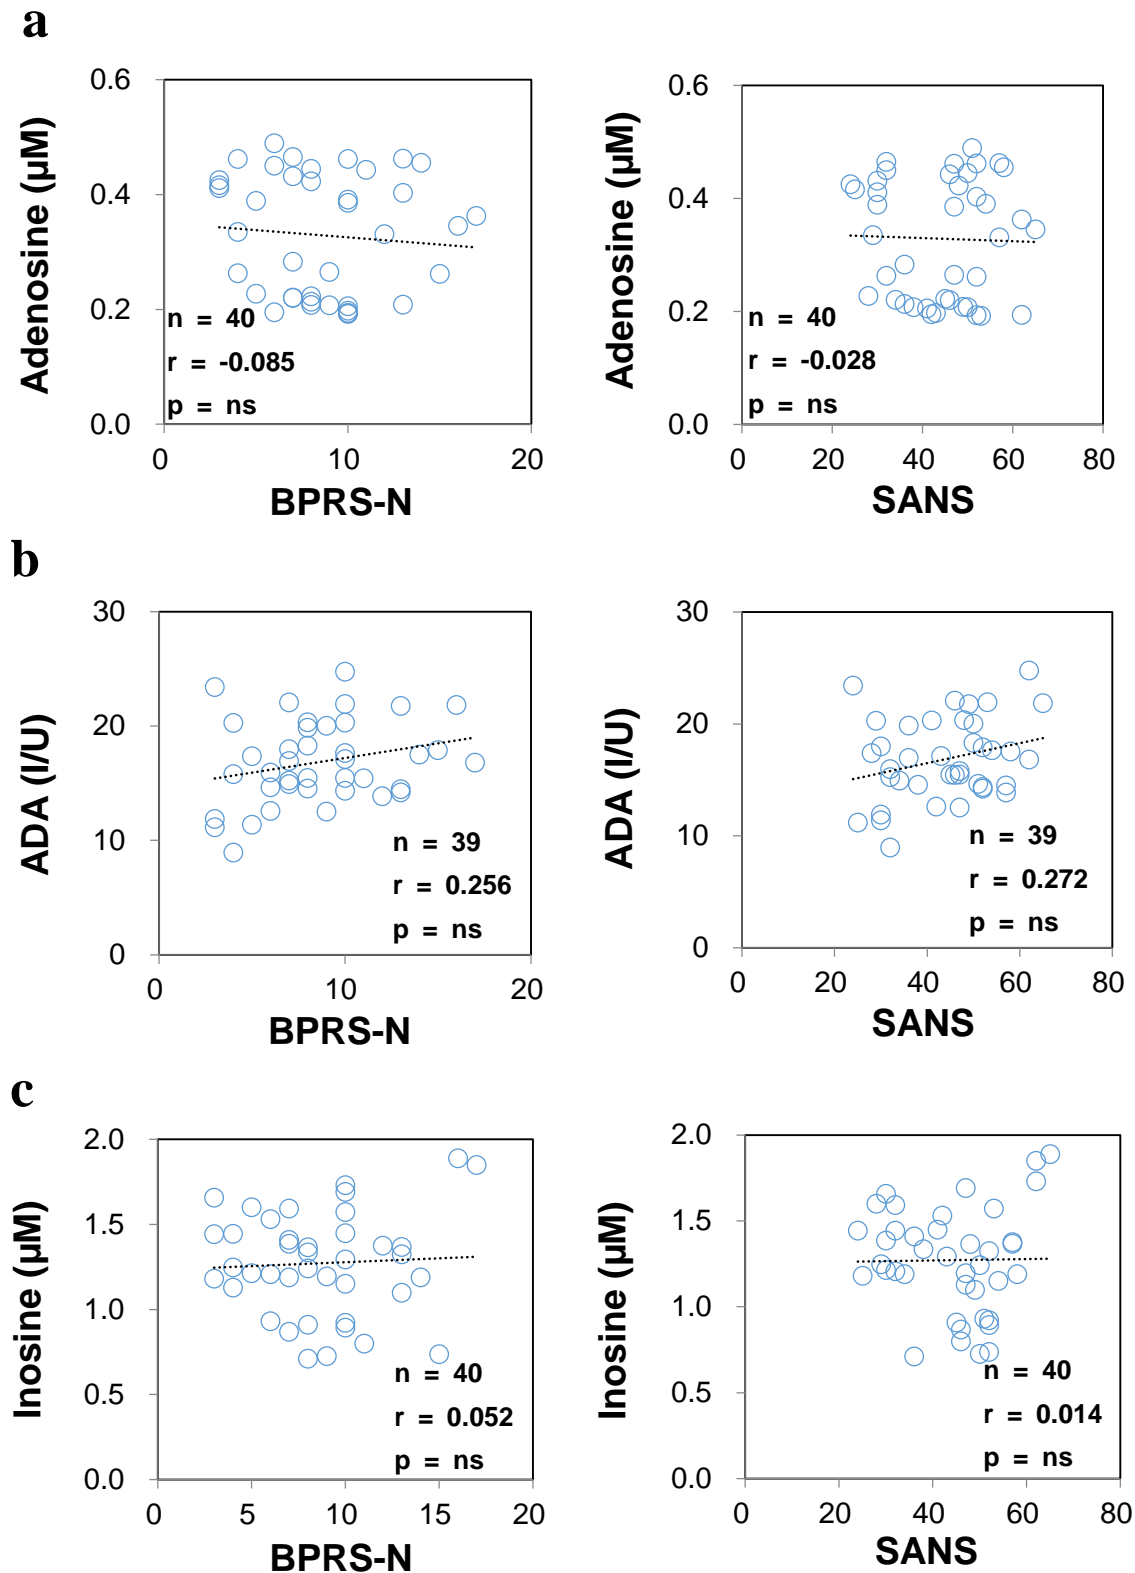 a
0.6
0.4
0.2
0.0
Adenosine (µM)
n = 40
r = -0.085
p = ns
0 10 20
BPRS-N
0.6
0.4
0.2
0.0
Adenosine (µM)
n = 40
r = -0.028
p = ns
0 20 40 60 80
SANS
b
30
20
10
0
ADA (I/U)
n = 39
r = 0.256
p = ns
0 10 20
BPRS-N
30
20
10
0
ADA (I/U)
n = 39
r = 0.272
p = ns
0 20 40 60 80
SANS
c
2.0
1.5
1.0
0.5
0.0
Inosine (µM)
n = 40
r = 0.052
p = ns
0 5 10 15 20
BPRS-N
2.0
1.5
1.0
0.5
0.0
Inosine (µM)
n = 40
r = 0.014
p = ns
0 20 40 60 80
SANS